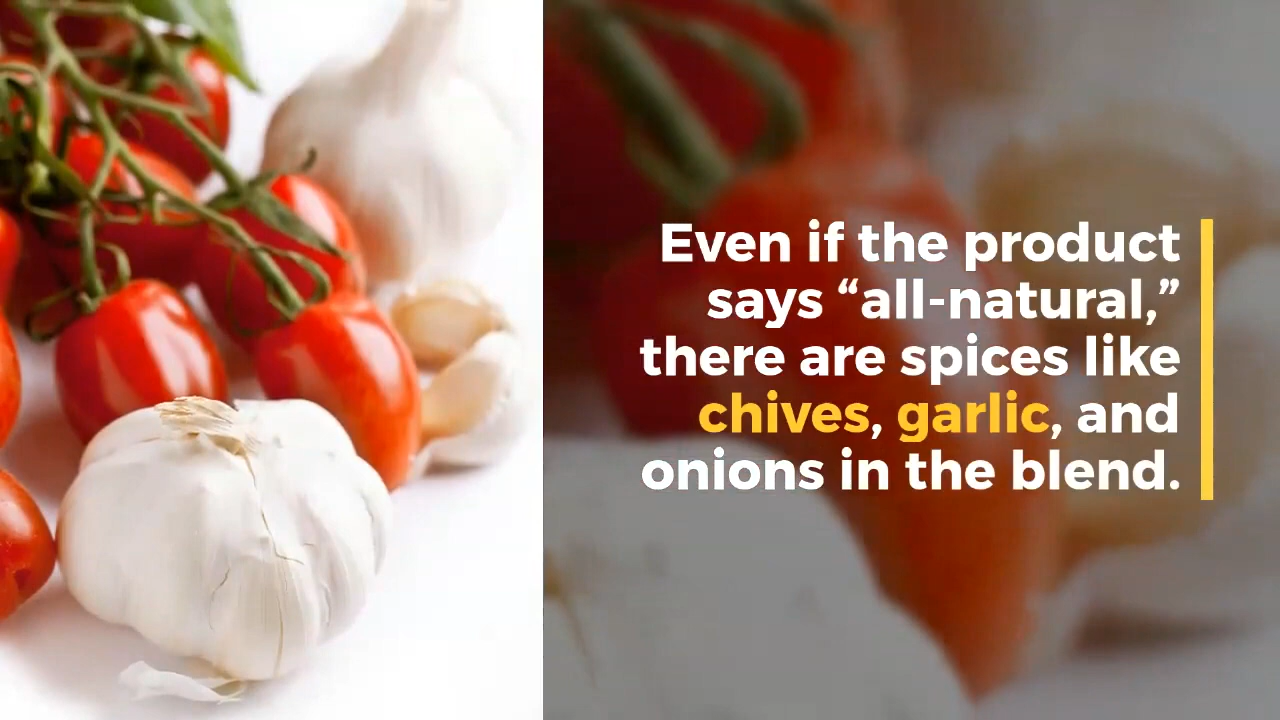 Even if the product
says “all-natural,”
there are spices like
chives, garlic, and
onions in the blend.